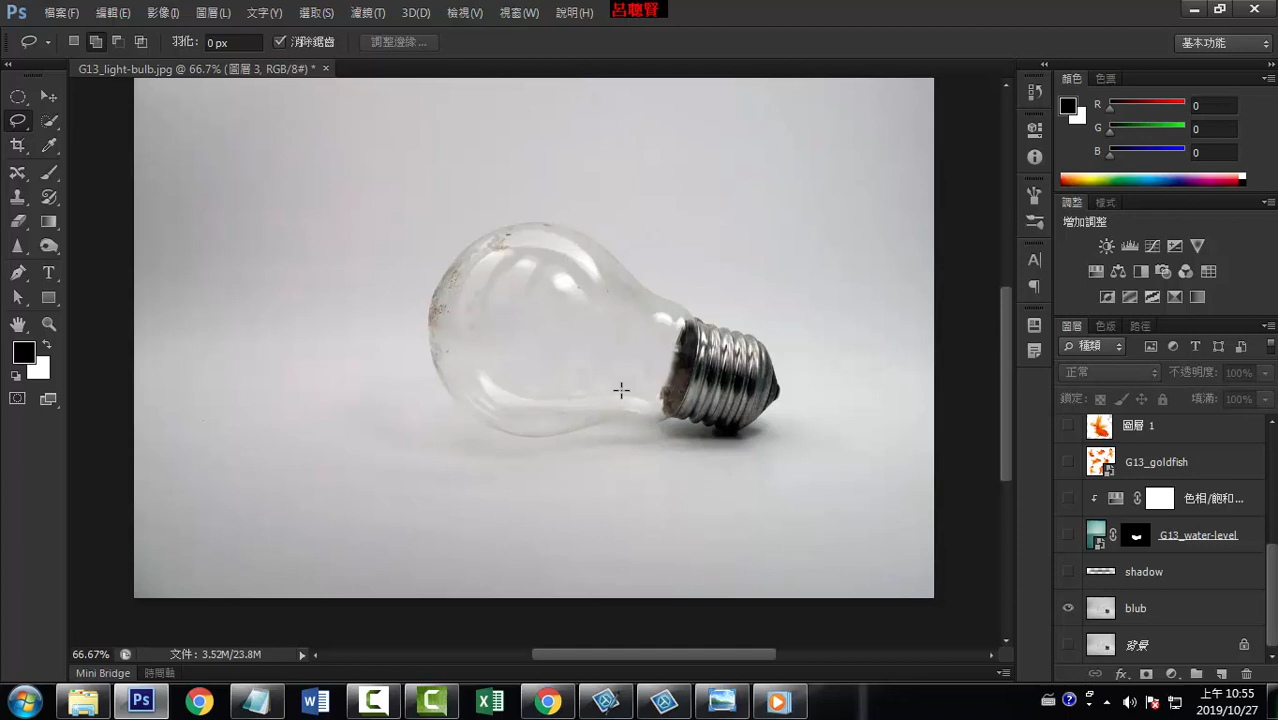 Ps 檔案(F) 編輯(E) 影像(I) 圖層(L) 文字(Y) 選取(S) 濾鏡(T) 3D(D) 檢視(V) 視窗(W) 說明(H) 呂聰賢
羽化: 0 px 消除鋸齒 調整邊緣... 基本功能
G13_light-bulb.jpg @ 66.7% (圖層 3, RGB/8#) * ×
顏色 色票
R 0
G 0
B 0
調整 樣式
增加調整
圖層 色版 路徑
種類
正常 不透明度: 100%
鎖定: 填滿: 100%
圖層 1
G13_goldfish
色相/飽和...
G13_water-level
shadow
blub
背景
66.67% 文件: 3.52M/23.8M
Mini Bridge 時間軸
上午 10:55
2019/10/27